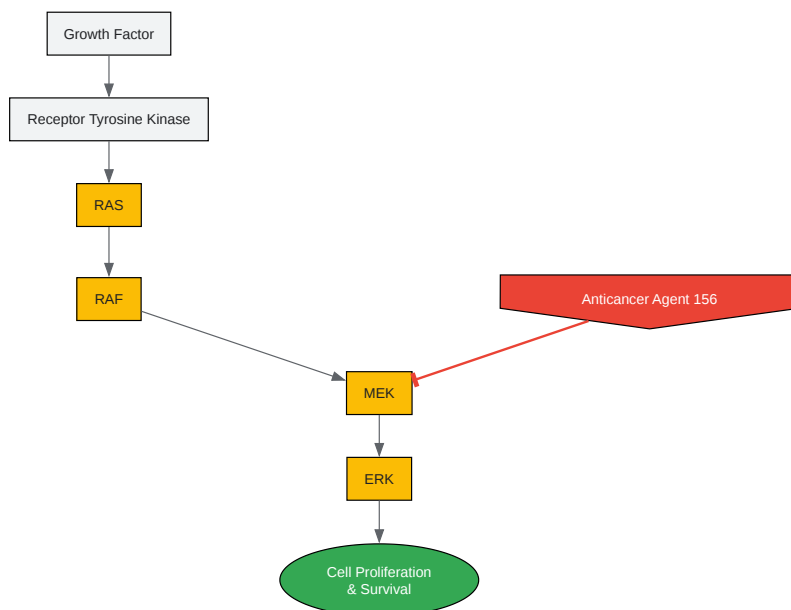 Growth Factor
Receptor Tyrosine Kinase
RAS
RAF
Anticancer Agent 156
MEK
ERK
Cell Proliferation
& Survival